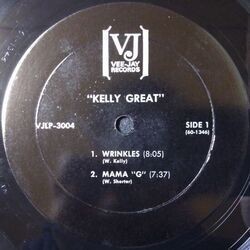 VJ
VEE-JAY
RECORDS
"KELLY GREAT"
VJLP-3004
SIDE 1
(60-1346)
1. WRINKLES (8:05)
(W. Kelly)
2. MAMA "G" (7:37)
(W. Shorter)